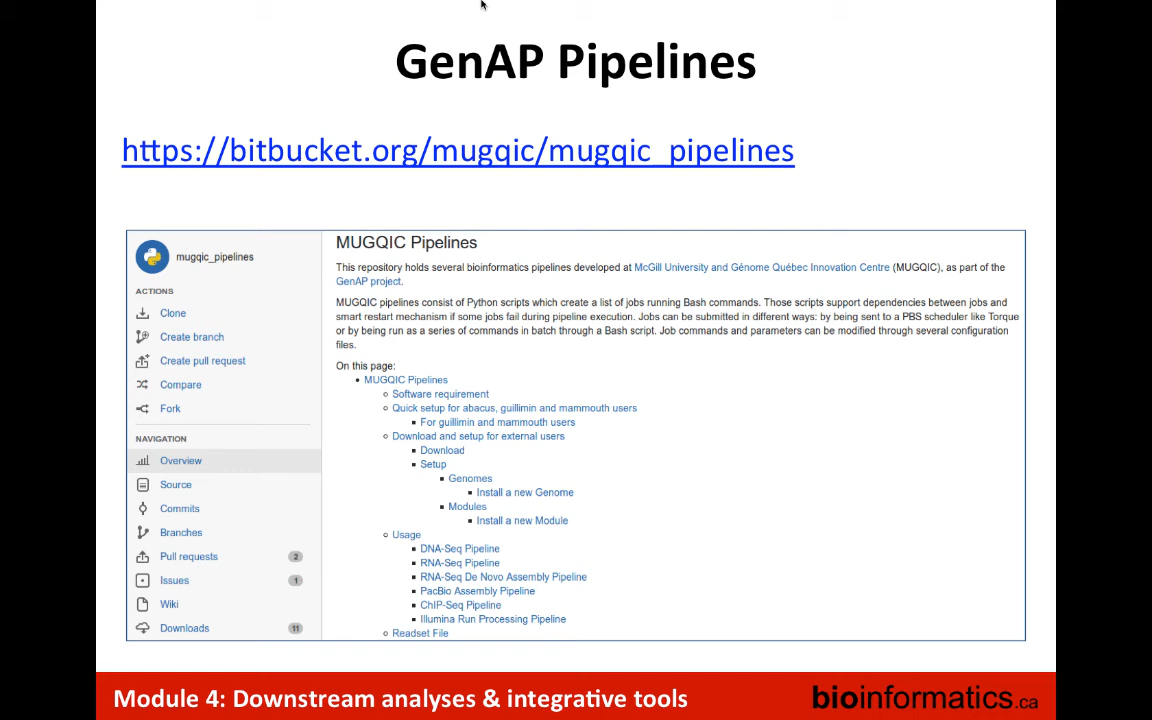 GenAP Pipelines
https://bitbucket.org/mugqic/mugqic_pipelines
mugqic_pipelines
ACTIONS
Clone
Create branch
Create pull request
Compare
Fork
NAVIGATION
Overview
Source
Commits
Branches
Pull requests 2
Issues 1
Wiki
Downloads 11
MUGQIC Pipelines
This repository holds several bioinformatics pipelines developed at McGill University and Génome Québec Innovation Centre (MUGQIC), as part of the
GenAP project.
MUGQIC pipelines consist of Python scripts which create a list of jobs running Bash commands. Those scripts support dependencies between jobs and
smart restart mechanism if some jobs fail during pipeline execution. Jobs can be submitted in different ways: by being sent to a PBS scheduler like Torque
or by being run as a series of commands in batch through a Bash script. Job commands and parameters can be modified through several configuration
files.
On this page:
MUGQIC Pipelines
Software requirement
Quick setup for abacus, guillimin and mammouth users
For guillimin and mammouth users
Download and setup for external users
Download
Setup
Genomes
Install a new Genome
Modules
Install a new Module
Usage
DNA-Seq Pipeline
RNA-Seq Pipeline
RNA-Seq De Novo Assembly Pipeline
PacBio Assembly Pipeline
ChIP-Seq Pipeline
Illumina Run Processing Pipeline
Readset File
Module 4: Downstream analyses & integrative tools
bioinformatics.ca